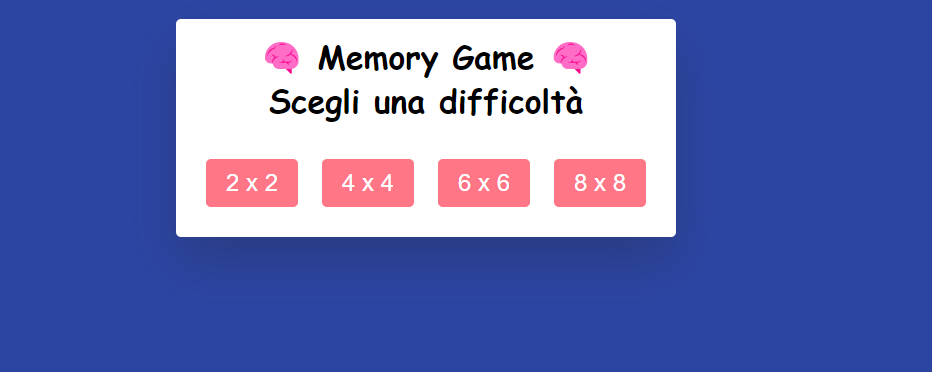 🧠 Memory Game 🧠
Scegli una difficoltà
2 x 2 4 x 4 6 x 6 8 x 8